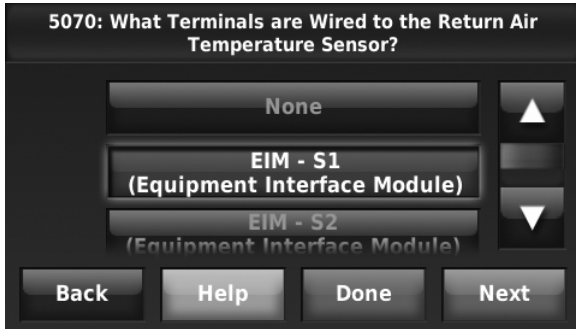 5070: What Terminals are Wired to the Return Air
Temperature Sensor?
None
EIM - S1
(Equipment Interface Module)
EIM - S2
(Equipment Interface Module)
Back Help Done Next